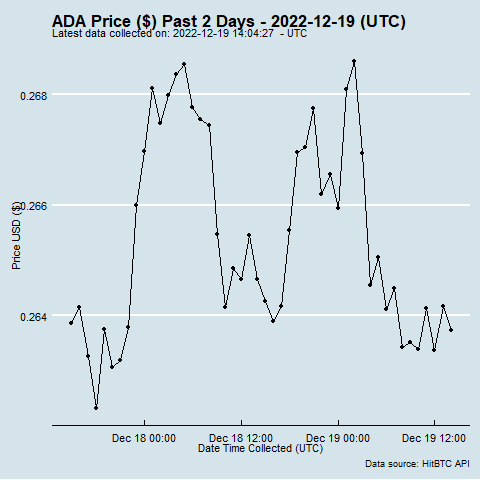 ADA Price ($) Past 2 Days - 2022-12-19 (UTC)
Latest data collected on: 2022-12-19 14:04:27 - UTC
0.268
0.266
0.264
Price USD ($)
Dec 18 00:00
Dec 18 12:00
Dec 19 00:00
Dec 19 12:00
Date Time Collected (UTC)
Data source: HitBTC API